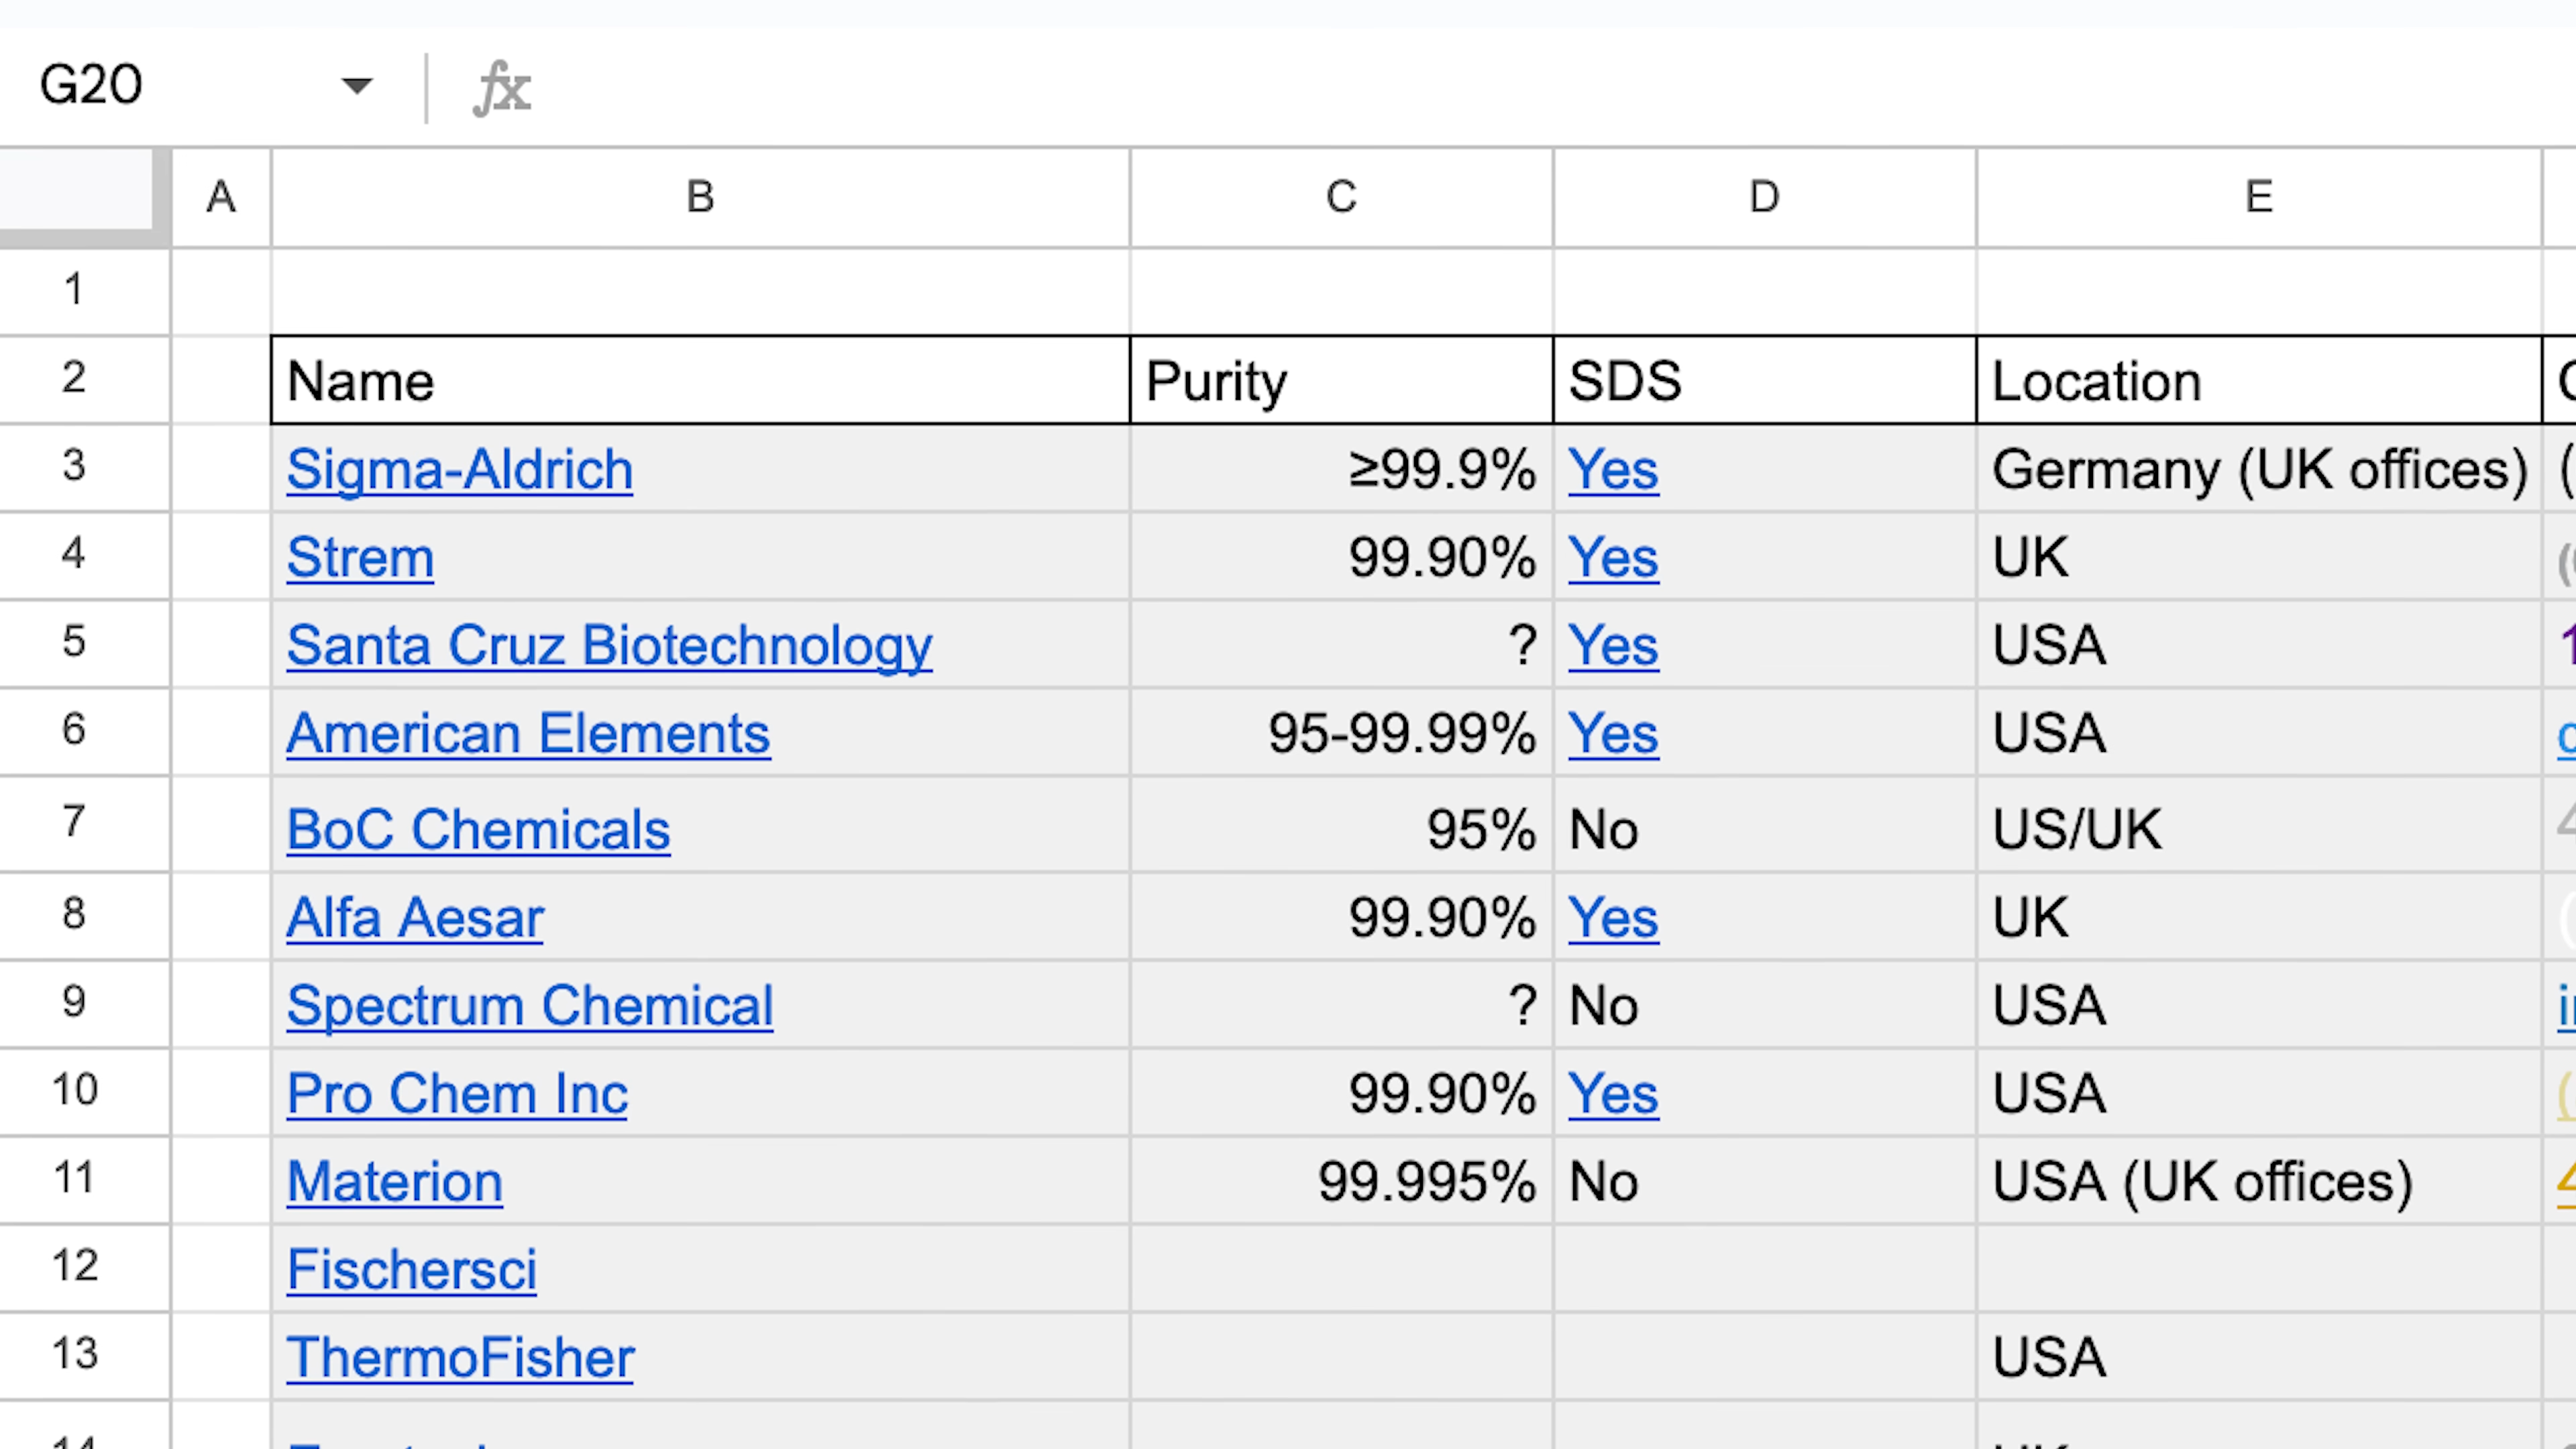 G20 fx
A B C D E
1
2 Name Purity SDS Location
3 Sigma-Aldrich ≥99.9% Yes Germany (UK offices) (
4 Strem 99.90% Yes UK
5 Santa Cruz Biotechnology ? Yes USA
6 American Elements 95-99.99% Yes USA
7 BoC Chemicals 95% No US/UK
8 Alfa Aesar 99.90% Yes UK (
9 Spectrum Chemical ? No USA
10 Pro Chem Inc 99.90% Yes USA (
11 Materion 99.995% No USA (UK offices)
12 Fischersci
13 ThermoFisher USA